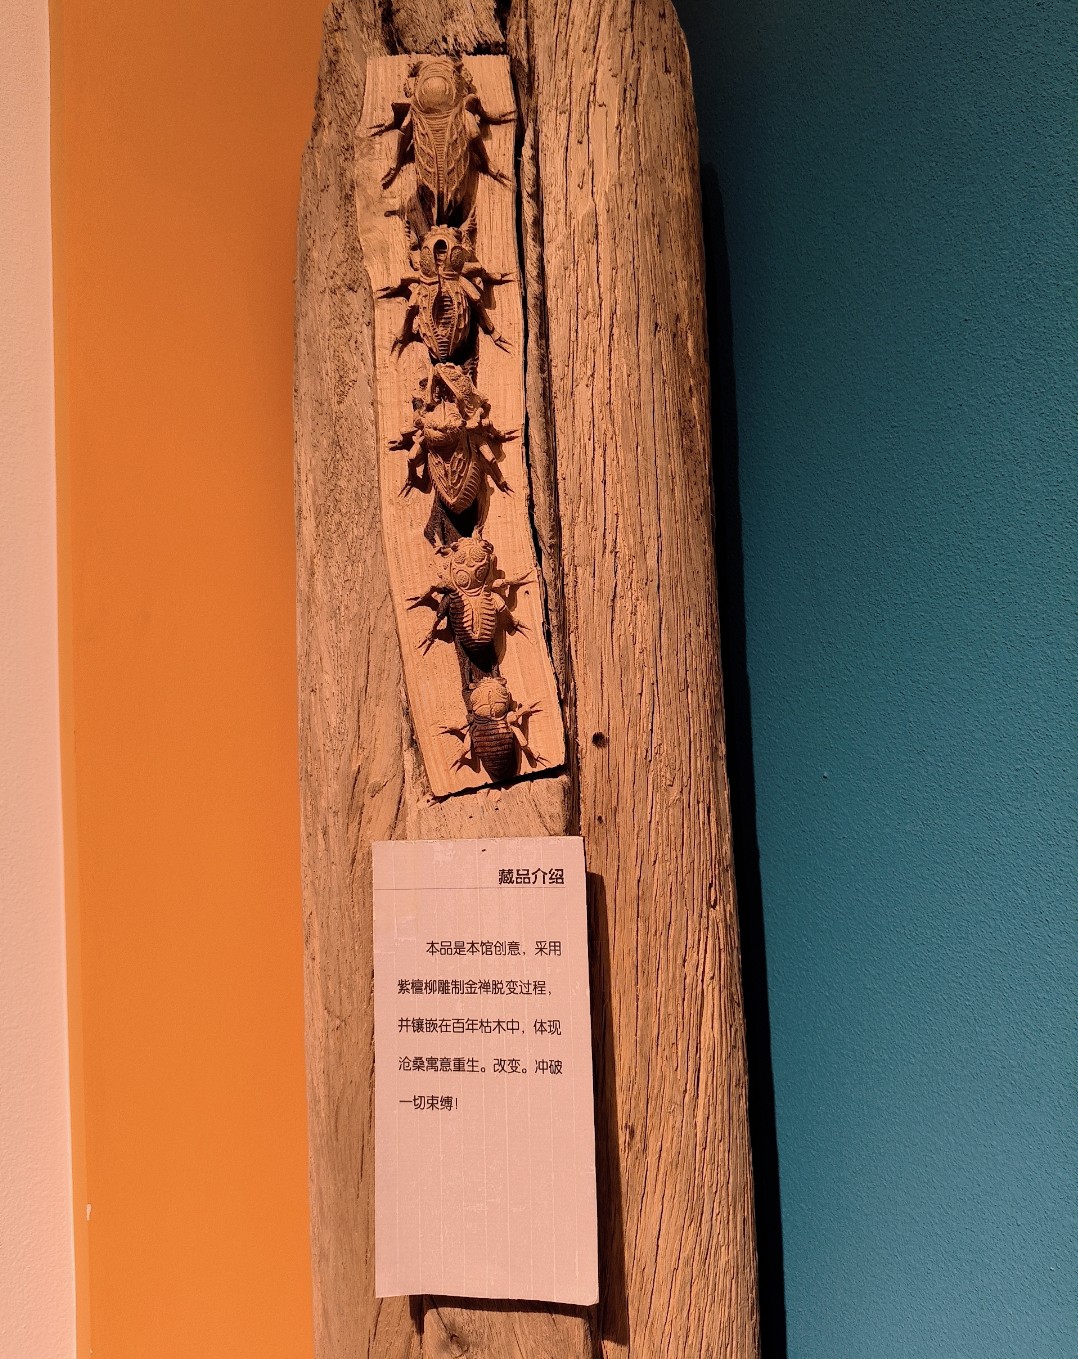 藏品介绍
本品是本馆创意，采用
紫檀柳雕制金禅脱变过程，
并镶嵌在百年枯木中，体现
沧桑寓意重生。改变。冲破
一切束缚！